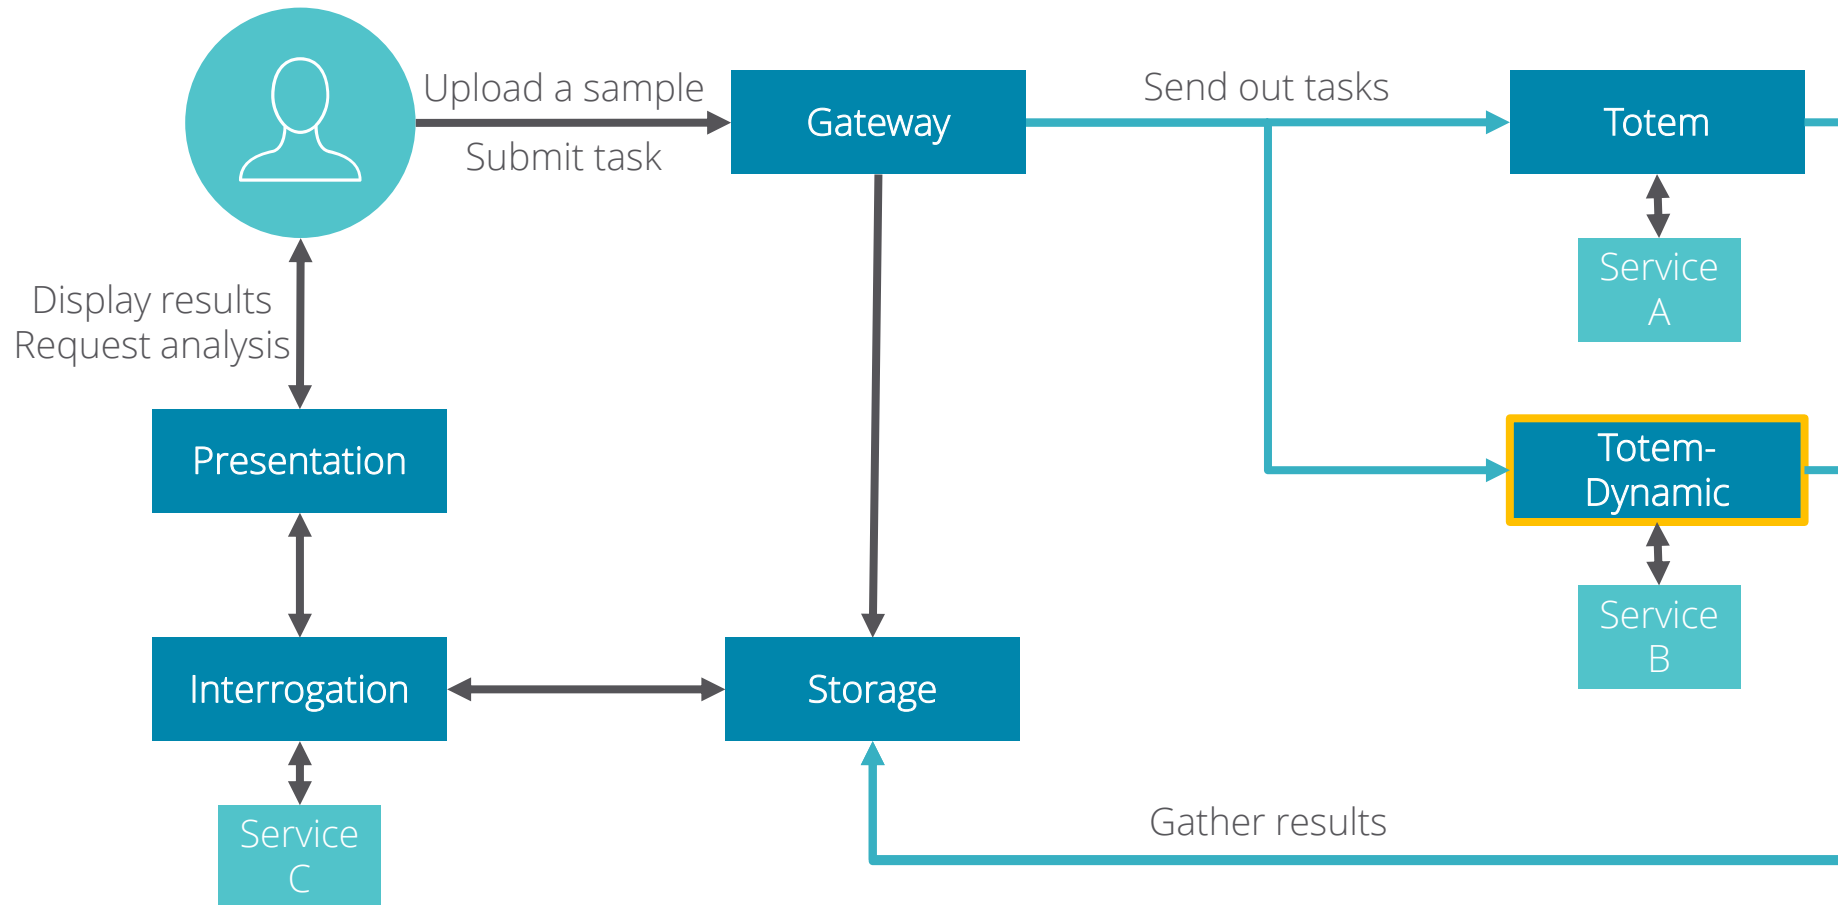 Upload a sample
Submit task
Gateway
Send out tasks
Totem
Service
A
Display results
Request analysis
Presentation
Totem-
Dynamic
Service
B
Interrogation
Storage
Gather results
Service
C